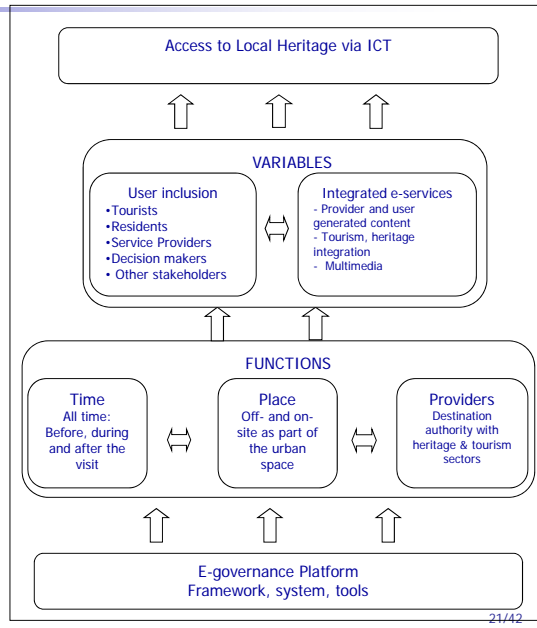 Access to Local Heritage via ICT
VARIABLES
User inclusion
•Tourists
•Residents
•Service Providers
•Decision makers
• Other stakeholders
Integrated e-services
- Provider and user
generated content
- Tourism, heritage
integration
- Multimedia
FUNCTIONS
Time
All time:
Before, during
and after the
visit
Place
Off- and on-
site as part of
the urban
space
Providers
Destination
authority with
heritage & tourism
sectors
E-governance Platform
Framework, system, tools
21/42